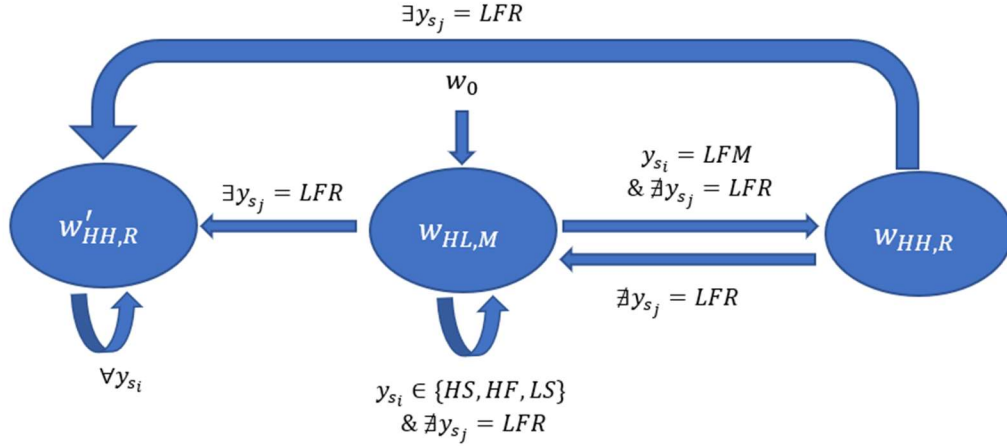 ∃y_{s_j} = LFR
w_0
y_{s_i} = LFM
& ∄y_{s_j} = LFR
∃y_{s_j} = LFR
w'_{HH,R}
w_{HL,M}
w_{HH,R}
∄y_{s_j} = LFR
∀y_{s_i}
y_{s_i} ∈ {HS, HF, LS}
& ∄y_{s_j} = LFR